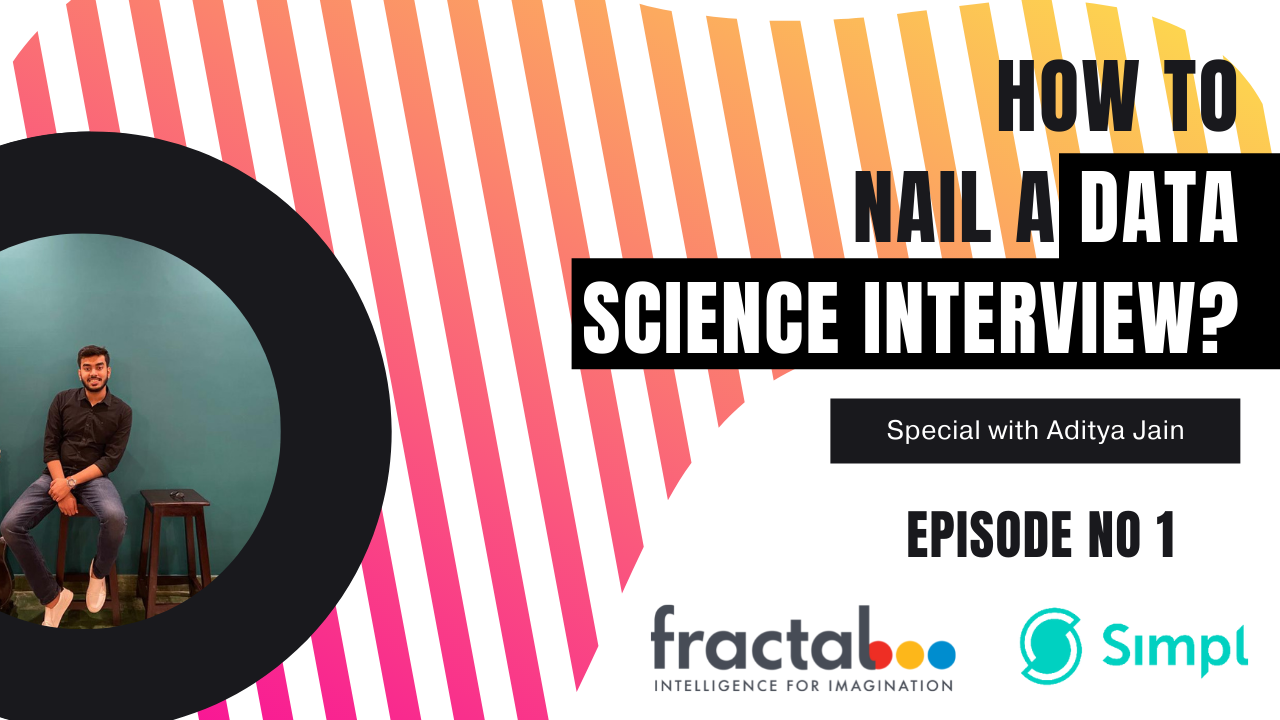 HOW TO
NAIL A DATA
SCIENCE INTERVIEW?
Special with Aditya Jain
EPISODE NO 1
fractal
INTELLIGENCE FOR IMAGINATION
Simpl